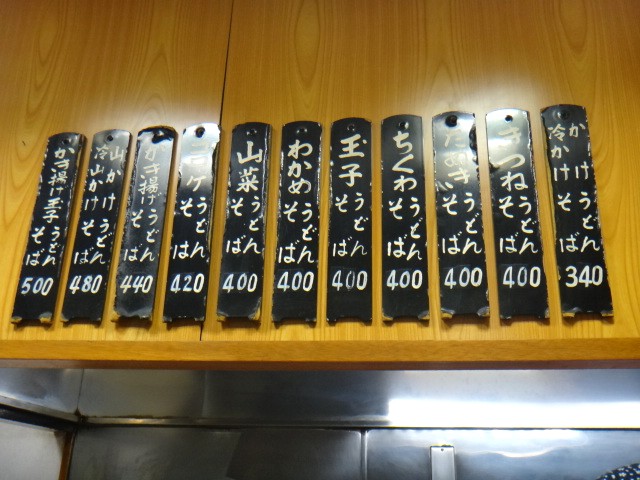 かけうどん
冷かけそば
340
きつね
うどん
そば
400
たぬき
うどん
そば
400
ちくわ
うどん
そば
400
玉子
うどん
そば
400
わかめ
うどん
そば
400
山菜
うどん
そば
400
うどん
そば
420
かき揚げ
うどん
そば
440
山かけうどん
冷山かけそば
480
かき揚げ玉子
うどん
そば
500